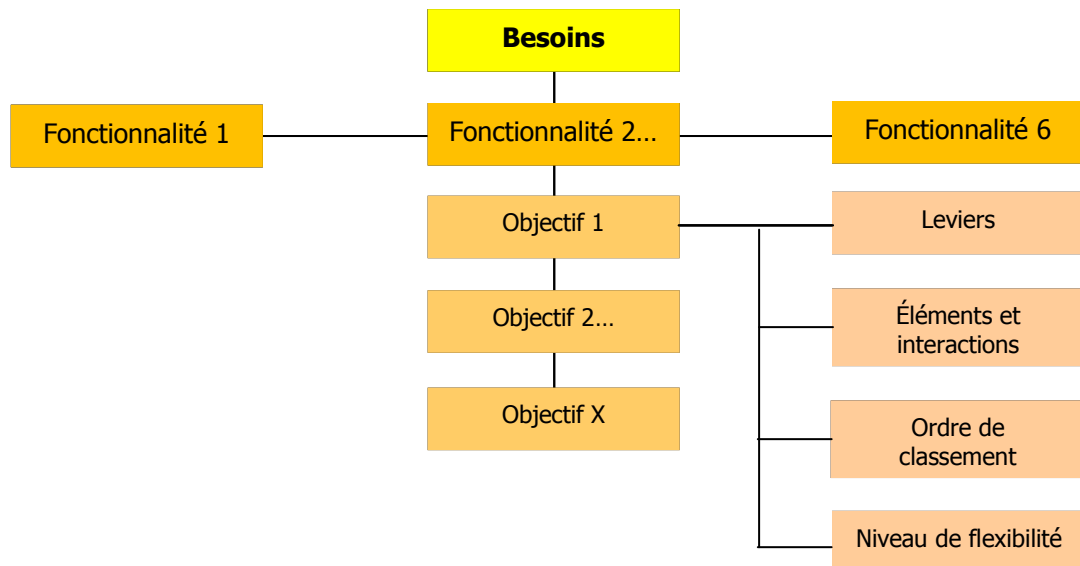 Besoins
Fonctionnalité 1
Fonctionnalité 2...
Fonctionnalité 6
Objectif 1
Leviers
Objectif 2...
Éléments et
interactions
Objectif X
Ordre de
classement
Niveau de flexibilité